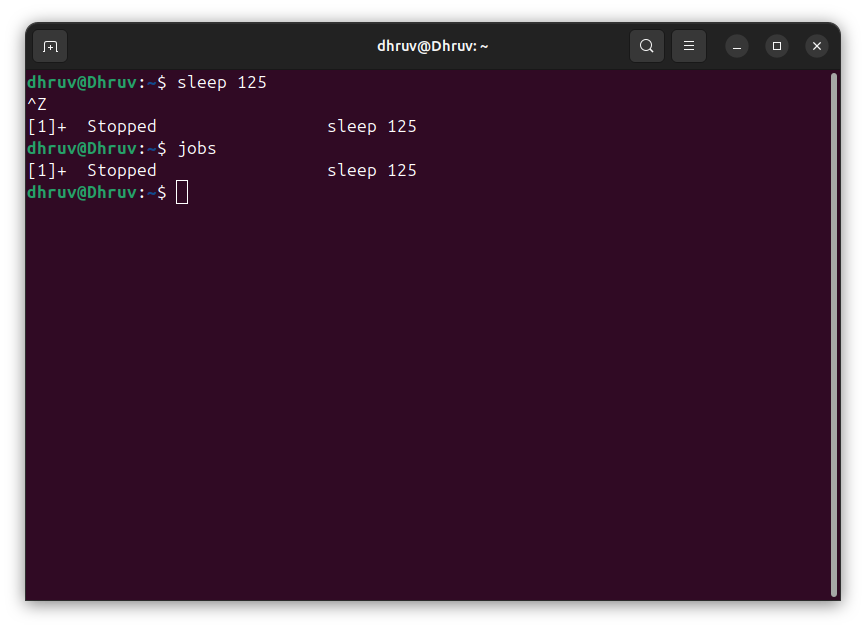 dhruv@Dhruv: ~
dhruv@Dhruv:~$ sleep 125
^Z
[1]+  Stopped                 sleep 125
dhruv@Dhruv:~$ jobs
[1]+  Stopped                 sleep 125
dhruv@Dhruv:~$